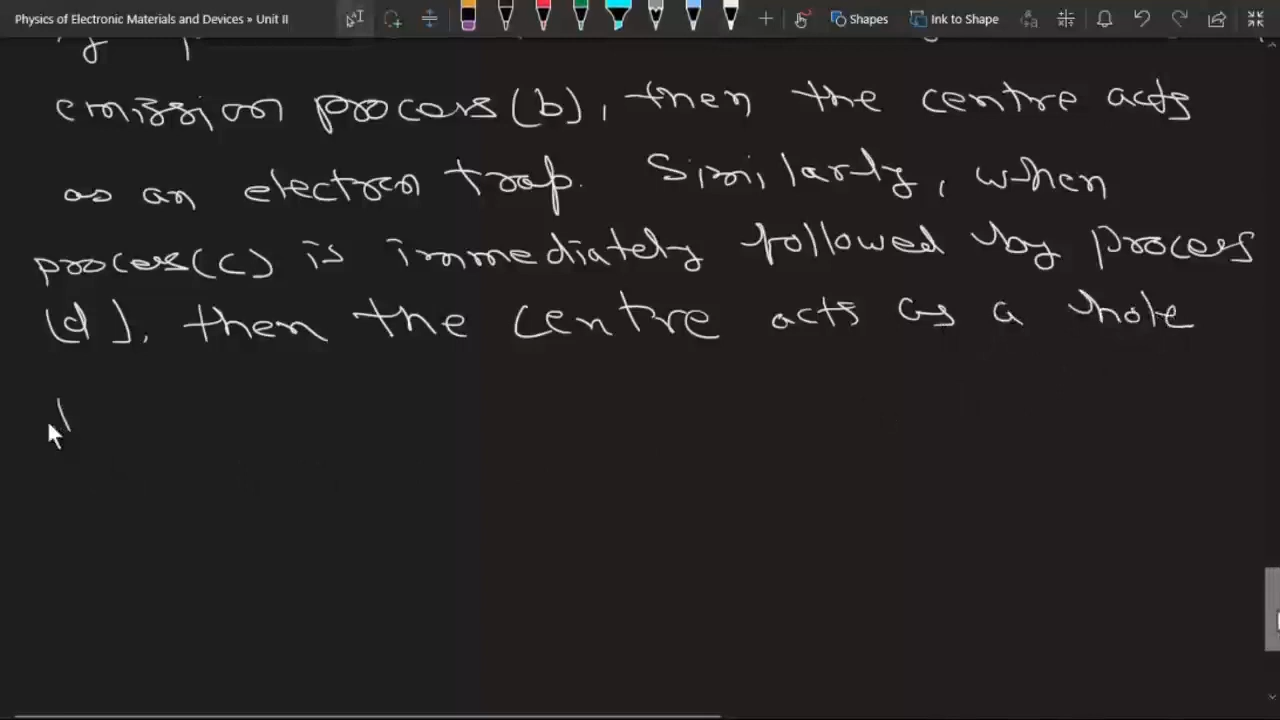 Physics of Electronic Materials and Devices » Unit II
Shapes
Ink to Shape
emission process (b), then the centre acts
as an electron trap. Similarly, when
process (c) is immediately followed by process
(d), then the centre acts as a hole